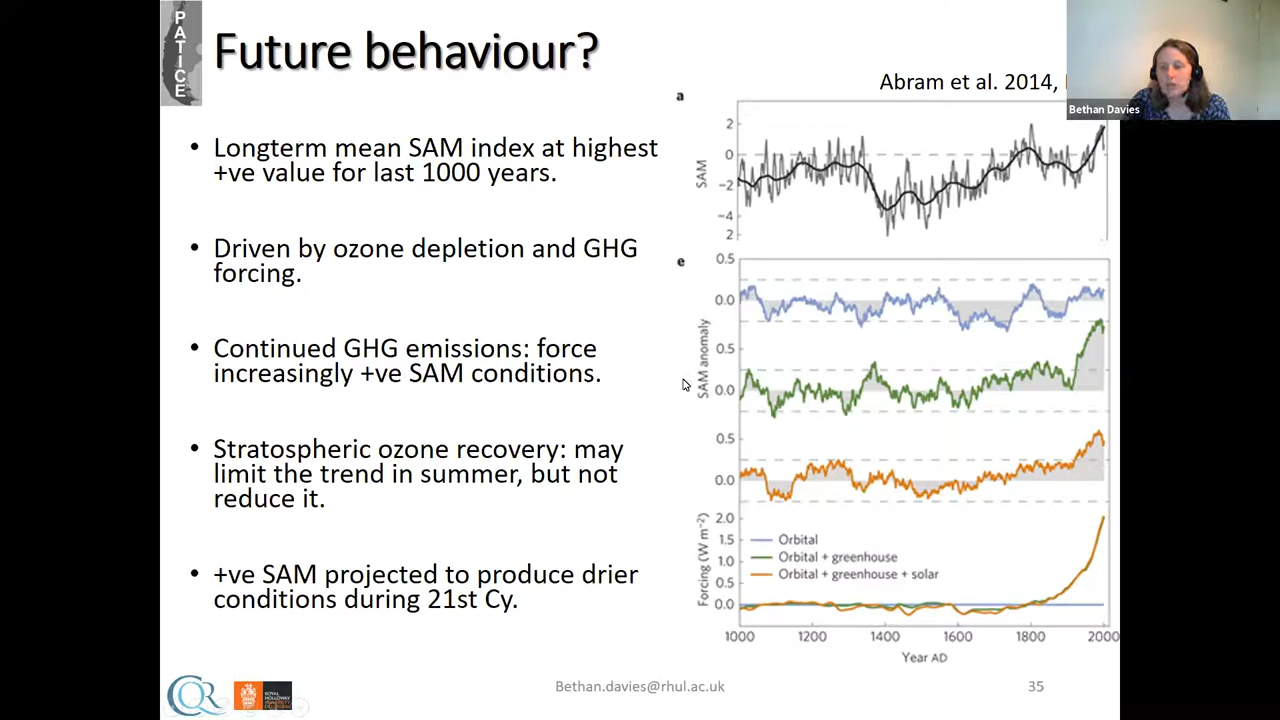 PATICE
Future behaviour?
Abram et al. 2014,
Bethan Davies
• Longterm mean SAM index at highest
+ve value for last 1000 years.
• Driven by ozone depletion and GHG
forcing.
• Continued GHG emissions: force
increasingly +ve SAM conditions.
• Stratospheric ozone recovery: may
limit the trend in summer, but not
reduce it.
• +ve SAM projected to produce drier
conditions during 21st Cy.
a
2
0
−2
−4
2
SAM
e
0.5
0.0
0.5
0.0
0.5
0.0
SAM anomaly
2.0
1.5
1.0
0.5
0.0
Forcing (W m⁻²)
Orbital
Orbital + greenhouse
Orbital + greenhouse + solar
1000 1200 1400 1600 1800 2000
Year AD
CQR
ROYAL
HOLLOWAY
Bethan.davies@rhul.ac.uk
35